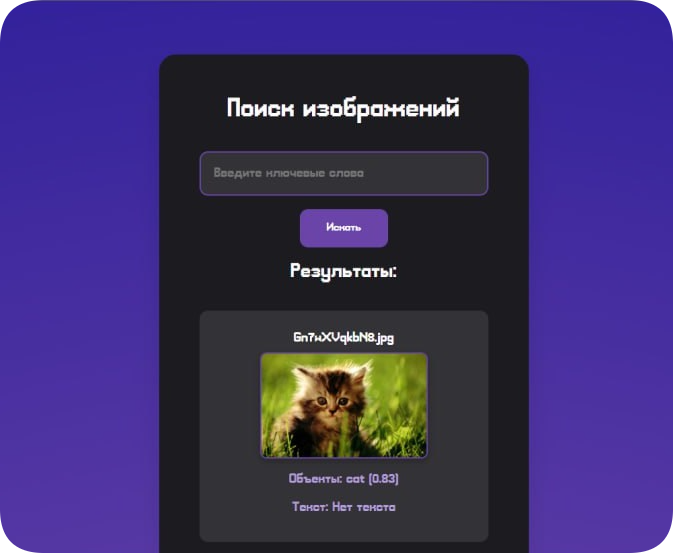 Поиск изображений
Введите ключевые слова
Искать
Результаты:
Gn7wXVqkbN8.jpg
Объекты: cat (0.83)
Текст: Нет текста